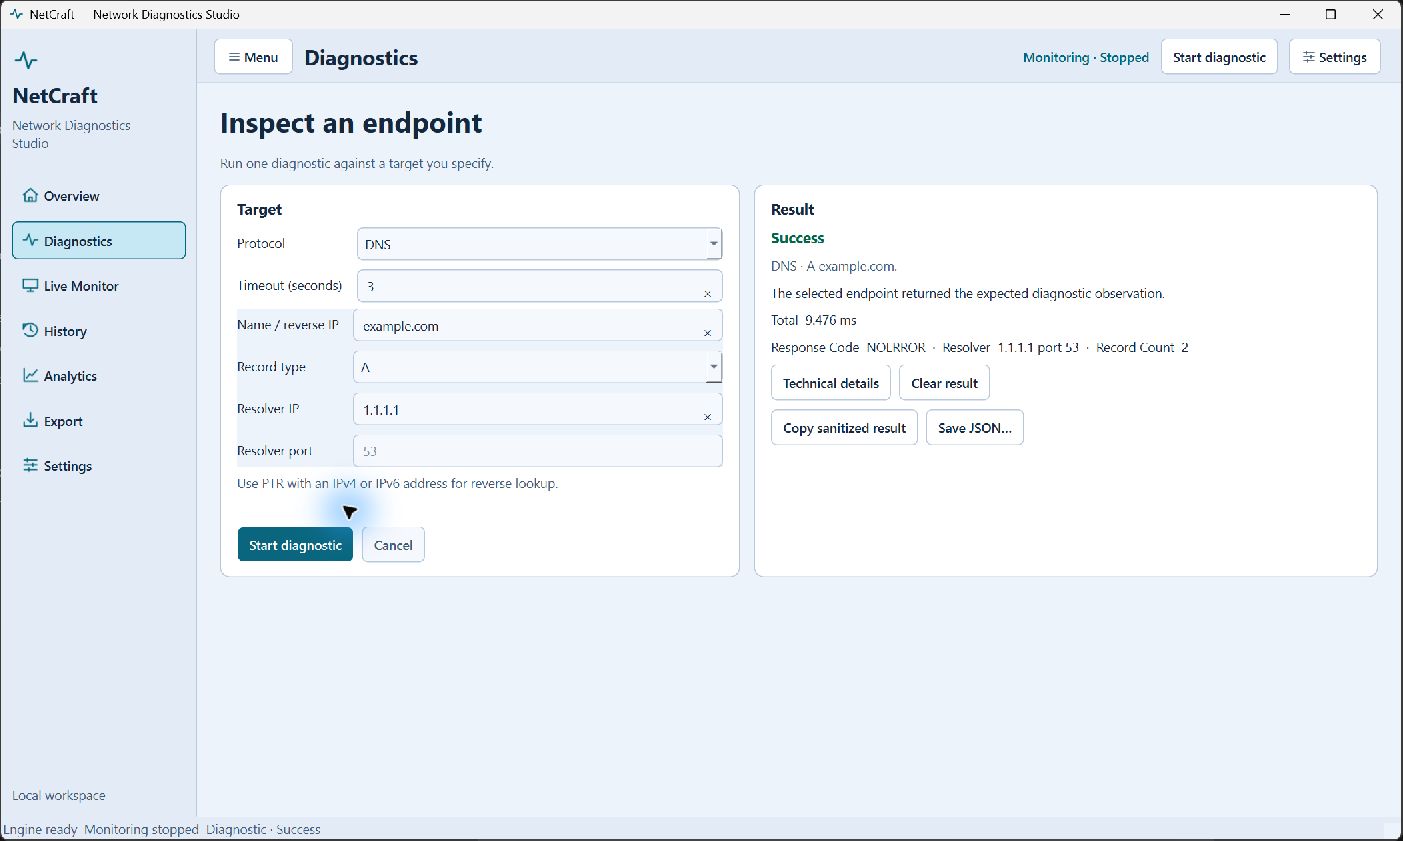 NetCraft Network Diagnostics Studio
NetCraft
Network Diagnostics
Studio
Overview
Diagnostics
Live Monitor
History
Analytics
Export
Settings
Local workspace
Menu
Diagnostics
Monitoring · Stopped
Start diagnostic
Settings
Inspect an endpoint
Run one diagnostic against a target you specify.
Target
Protocol DNS
Timeout (seconds) 3
Name / reverse IP example.com
Record type A
Resolver IP 1.1.1.1
Resolver port 53
Use PTR with an IPv4 or IPv6 address for reverse lookup.
Start diagnostic Cancel
Result
Success
DNS · A example.com.
The selected endpoint returned the expected diagnostic observation.
Total 9.476 ms
Response Code NOERROR · Resolver 1.1.1.1 port 53 · Record Count 2
Technical details Clear result
Copy sanitized result Save JSON...
Engine ready Monitoring stopped Diagnostic · Success